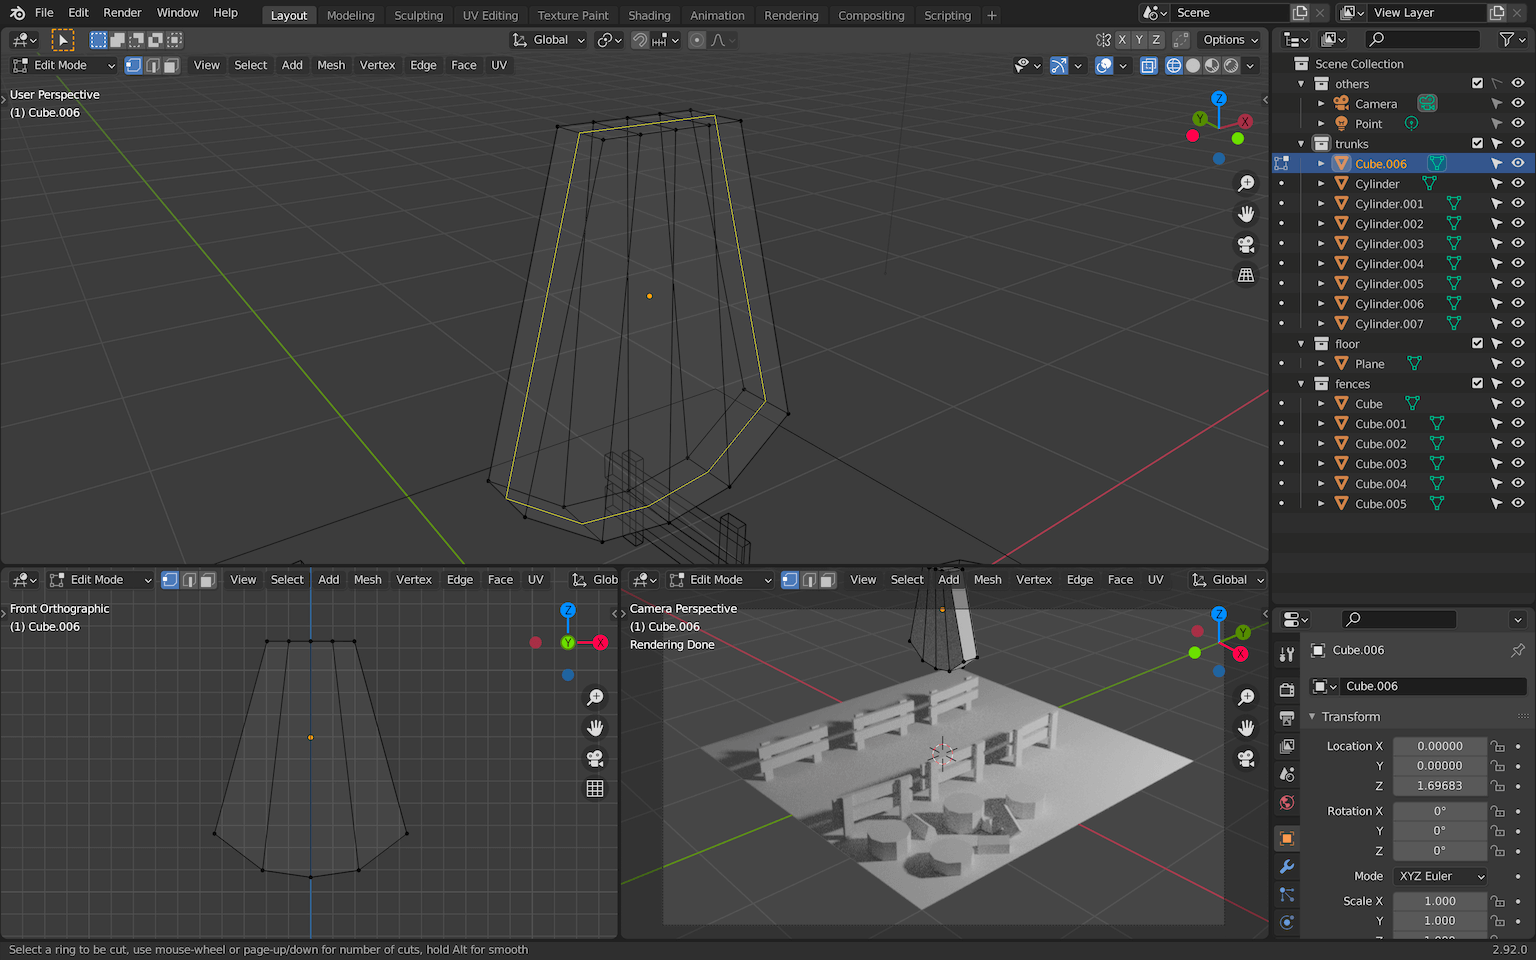 File Edit Render Window Help Layout Modeling Sculpting UV Editing Texture Paint Shading Animation Rendering Compositing Scripting + Scene View Layer
Global X Y Z Options
Edit Mode View Select Add Mesh Vertex Edge Face UV
User Perspective
(1) Cube.006
Z
Y X
Scene Collection
others
Camera
Point
trunks
Cube.006
Cylinder
Cylinder.001
Cylinder.002
Cylinder.003
Cylinder.004
Cylinder.005
Cylinder.006
Cylinder.007
floor
Plane
fences
Cube
Cube.001
Cube.002
Cube.003
Cube.004
Cube.005
Edit Mode View Select Add Mesh Vertex Edge Face UV Glob
Front Orthographic
(1) Cube.006
Z
Y X
Edit Mode View Select Add Mesh Vertex Edge Face UV Global
Camera Perspective
(1) Cube.006
Rendering Done
Z
Y
X
Cube.006
Cube.006
Transform
Location X 0.00000
Y 0.00000
Z 1.69683
Rotation X 0°
Y 0°
Z 0°
Mode XYZ Euler
Scale X 1.000
Y 1.000
Select a ring to be cut, use mouse-wheel or page-up/down for number of cuts, hold Alt for smooth
2.92.0